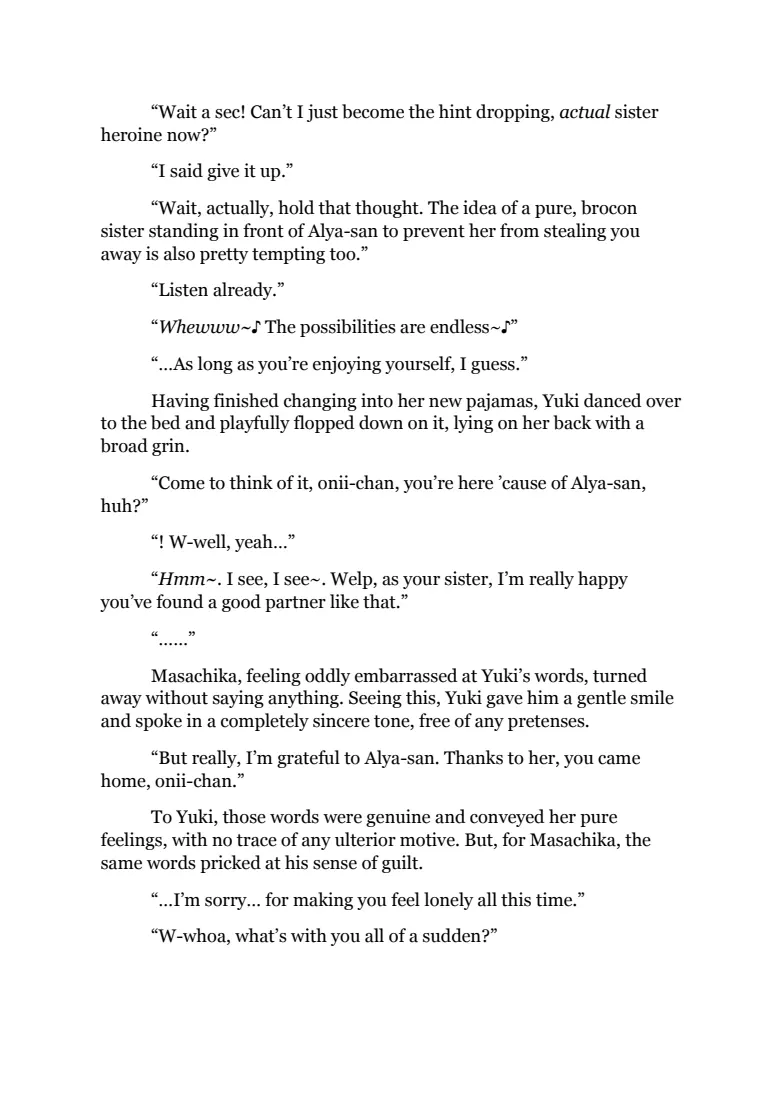 “Wait a sec! Can’t I just become the hint dropping, actual sister
heroine now?”
“I said give it up.”
“Wait, actually, hold that thought. The idea of a pure, brocon
sister standing in front of Alya-san to prevent her from stealing you
away is also pretty tempting too.”
“Listen already.”
“Whewww~♪ The possibilities are endless~♪”
“...As long as you’re enjoying yourself, I guess.”
Having finished changing into her new pajamas, Yuki danced over
to the bed and playfully flopped down on it, lying on her back with a
broad grin.
“Come to think of it, onii-chan, you’re here ’cause of Alya-san,
huh?”
“! W-well, yeah...”
“Hmm~. I see, I see~. Welp, as your sister, I’m really happy
you’ve found a good partner like that.”
“......”
Masachika, feeling oddly embarrassed at Yuki’s words, turned
away without saying anything. Seeing this, Yuki gave him a gentle smile
and spoke in a completely sincere tone, free of any pretenses.
“But really, I’m grateful to Alya-san. Thanks to her, you came
home, onii-chan.”
To Yuki, those words were genuine and conveyed her pure
feelings, with no trace of any ulterior motive. But, for Masachika, the
same words pricked at his sense of guilt.
“...I’m sorry... for making you feel lonely all this time.”
“W-whoa, what’s with you all of a sudden?”